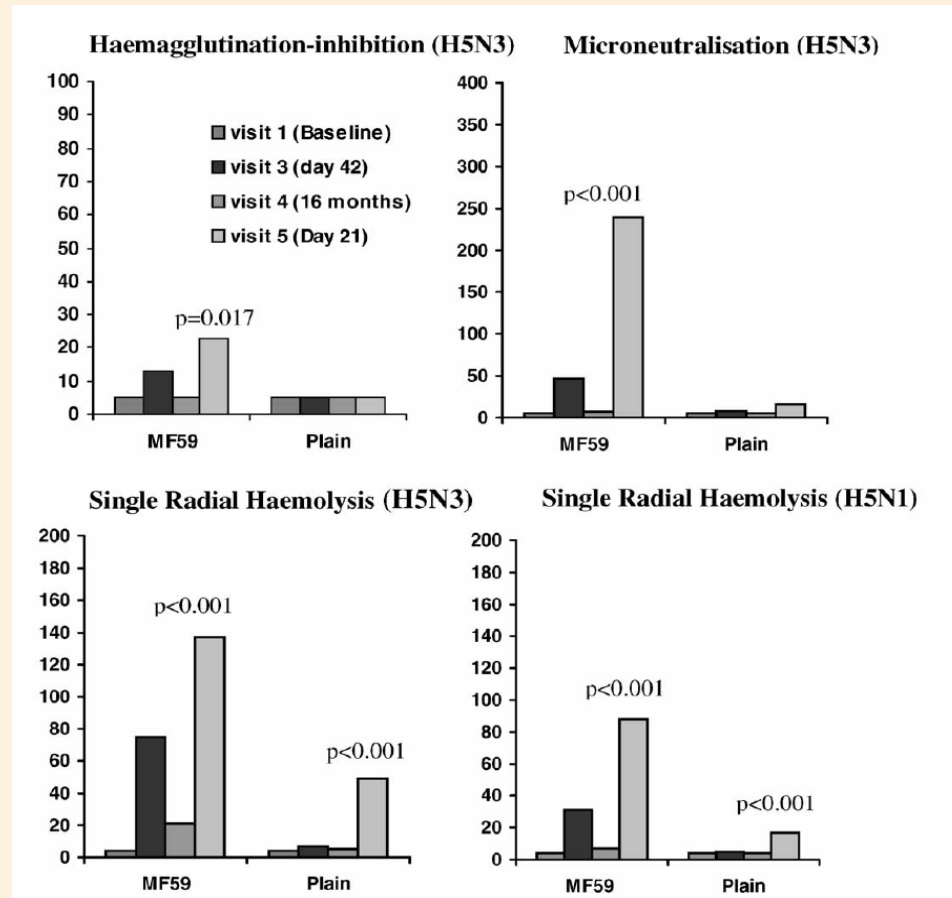 Haemagglutination-inhibition (H5N3)
100
90
80
70
60
50
40
30
20
10
0
visit 1 (Baseline)
visit 3 (day 42)
visit 4 (16 months)
visit 5 (Day 21)
p=0.017
MF59
Plain
Microneutralisation (H5N3)
400
350
300
250
200
150
100
50
0
p<0.001
MF59
Plain
Single Radial Haemolysis (H5N3)
200
180
160
140
120
100
80
60
40
20
0
p<0.001
p<0.001
MF59
Plain
Single Radial Haemolysis (H5N1)
200
180
160
140
120
100
80
60
40
20
0
p<0.001
p<0.001
MF59
Plain